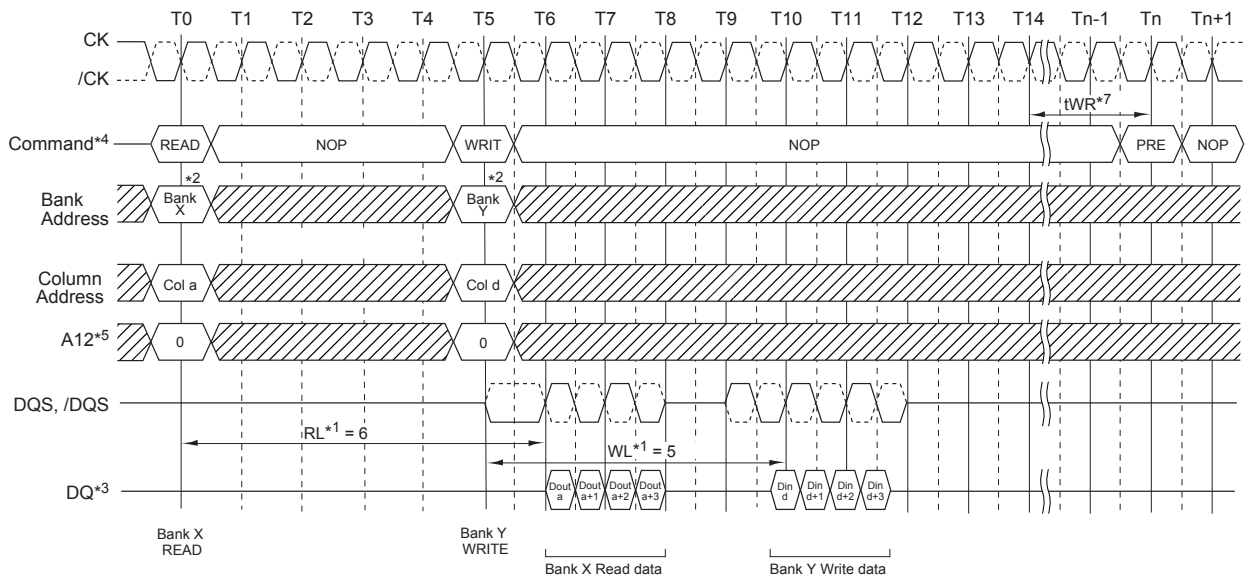 T0 T1 T2 T3 T4 T5 T6 T7 T8 T9 T10 T11 T12 T13 T14 Tn-1 Tn Tn+1
CK
/CK
tWR*7
Command*4 READ NOP WRIT NOP PRE NOP
*2 *2
Bank Address Bank X Bank Y
Column Address Col a Col d
A12*5 0 0
DQS, /DQS
RL*1 = 6
WL*1 = 5
DQ*3 Dout a Dout a+1 Dout a+2 Dout a+3 Din d Din d+1 Din d+2 Din d+3
Bank X READ
Bank Y WRITE
Bank X Read data
Bank Y Write data